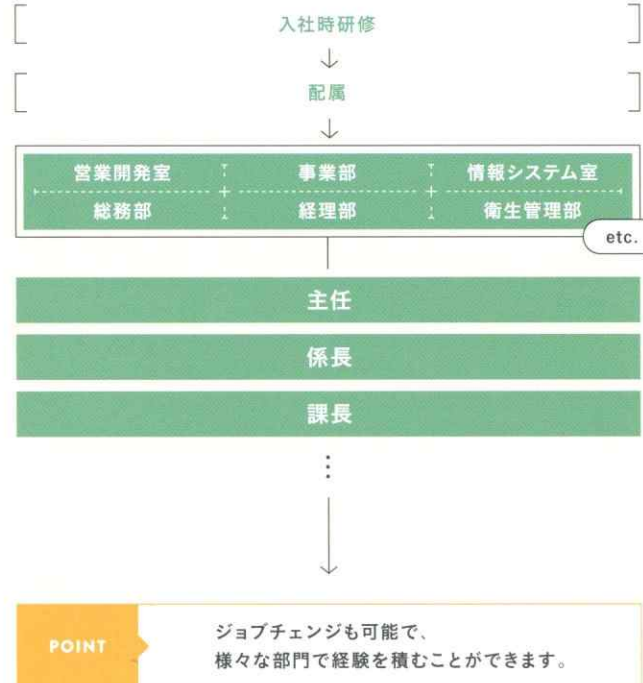 入社時研修
配属
営業開発室 事業部 情報システム室
総務部 経理部 衛生管理部
etc.
主任
係長
課長
POINT
ジョブチェンジも可能で、
様々な部門で経験を積むことができます。